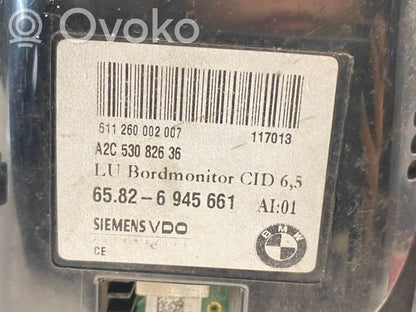 Ovoko
611 260 002 007 117013
A2C 530 826 36
LU Bordmonitor CID 6,5
65.82-6 945 661 AI:01
SIEMENS VDO
BMW
CE